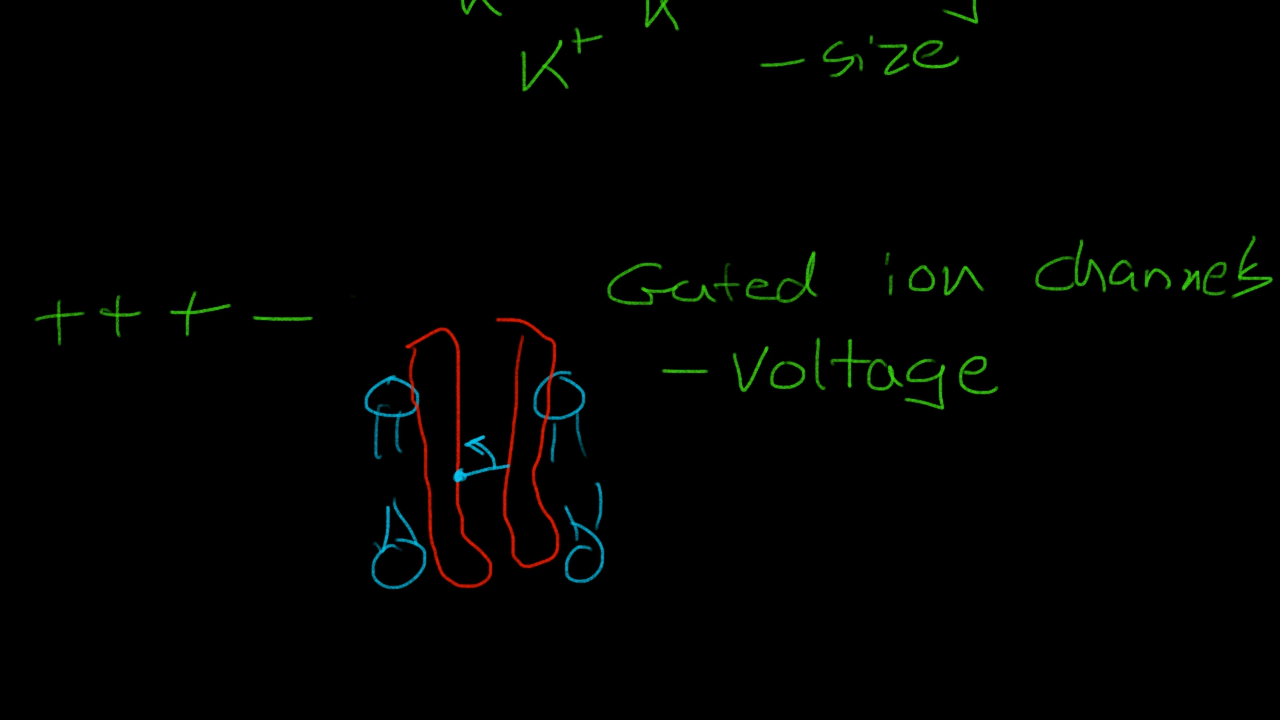 K⁺ - size
Gated ion channels
+ + + -
- voltage